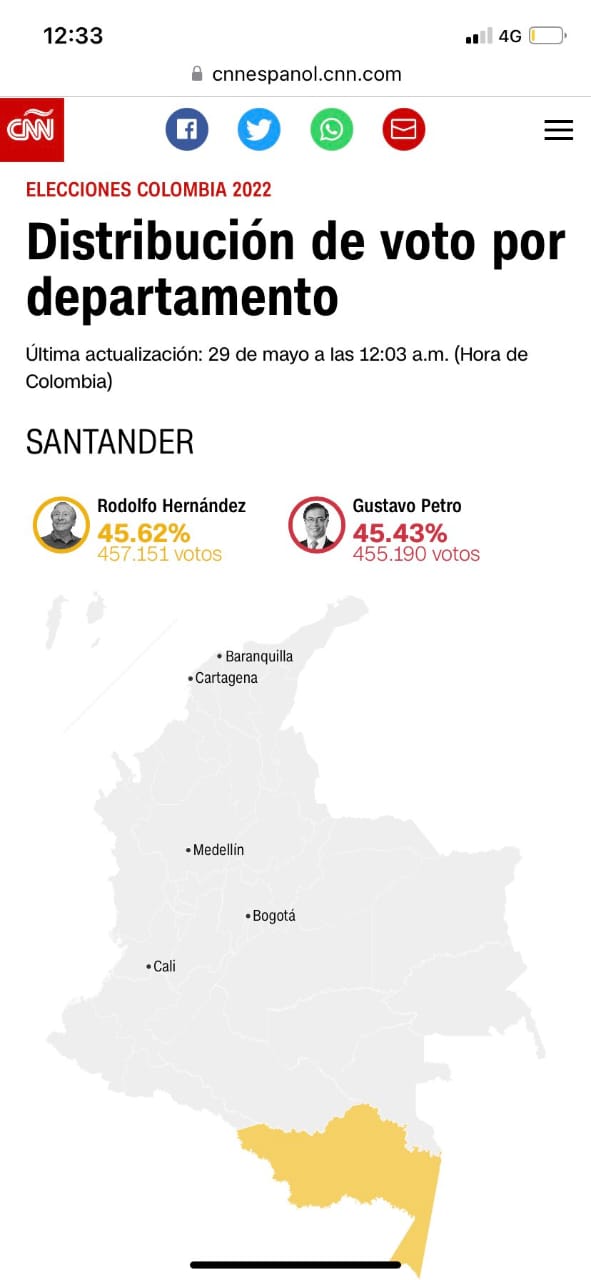 12:33
4G
cnnespanol.cnn.com
CNN
ELECCIONES COLOMBIA 2022
Distribución de voto por
departamento
Última actualización: 29 de mayo a las 12:03 a.m. (Hora de
Colombia)
SANTANDER
Rodolfo Hernández
45.62%
457.151 votos
Gustavo Petro
45.43%
455.190 votos
Baranquilla
Cartagena
Medellín
Bogotá
Cali